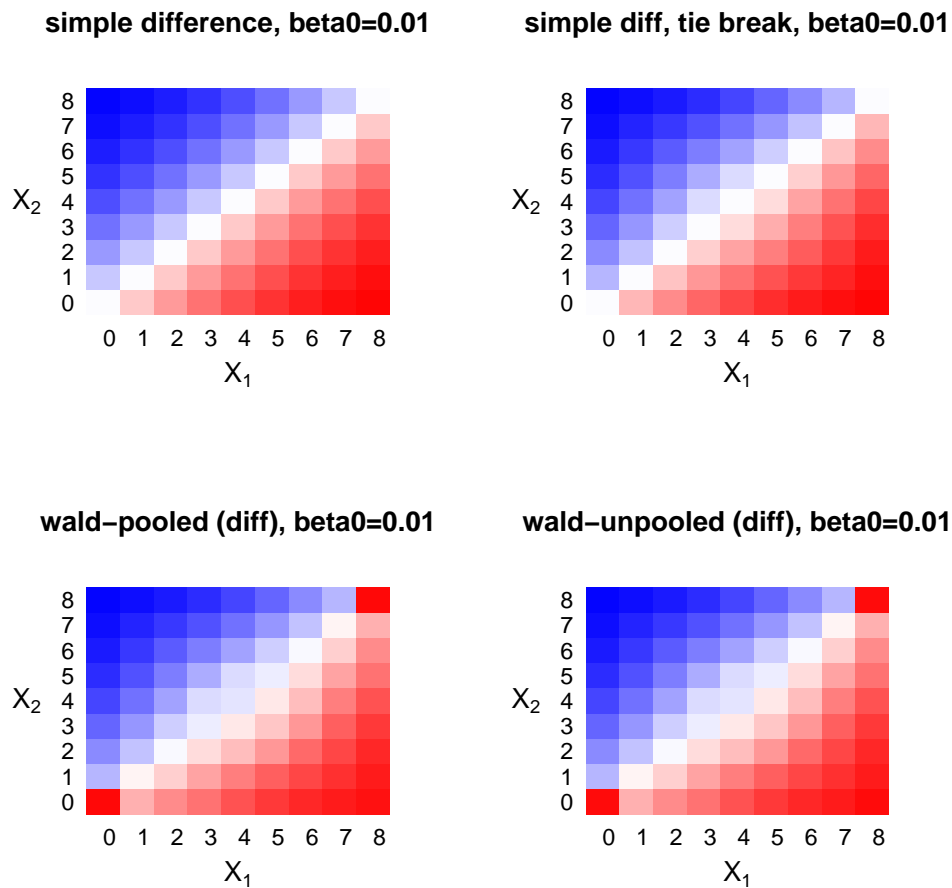 simple difference, beta0=0.01
8
7
6
5
4
3
2
1
0
X₂
0 1 2 3 4 5 6 7 8
X₁
simple diff, tie break, beta0=0.01
8
7
6
5
4
3
2
1
0
X₂
0 1 2 3 4 5 6 7 8
X₁
wald−pooled (diff), beta0=0.01
8
7
6
5
4
3
2
1
0
X₂
0 1 2 3 4 5 6 7 8
X₁
wald−unpooled (diff), beta0=0.01
8
7
6
5
4
3
2
1
0
X₂
0 1 2 3 4 5 6 7 8
X₁